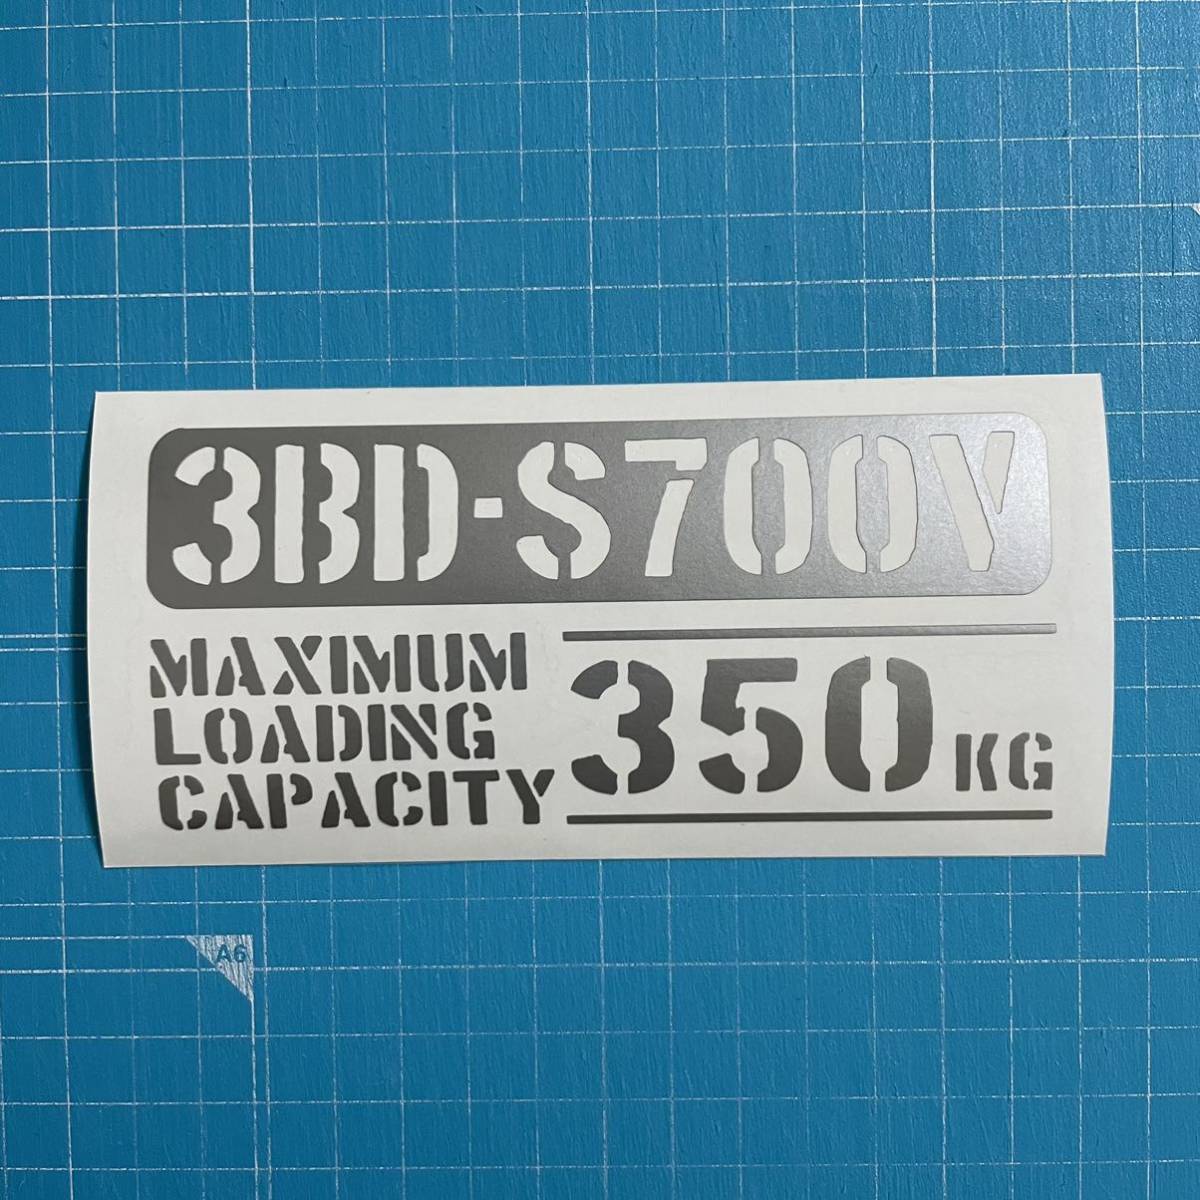 3BD-S700V
MAXIMUM
LOADING
CAPACITY
350 KG
A6